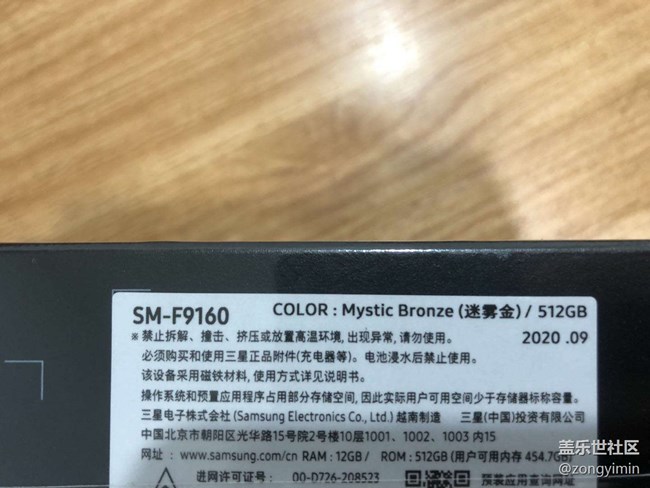 SM-F9160 COLOR : Mystic Bronze (迷雾金) / 512GB
※ 禁止拆解、撞击、挤压或放置高温环境, 出现异常, 请勿使用。 2020 .09
必须购买和使用三星正品附件(充电器等)。电池浸水后禁止使用。
该设备采用磁铁材料, 使用方式详见说明书。
操作系统和预置应用程序占用部分存储空间, 因此实际用户可用空间少于存储器标称容量。
三星电子株式会社 (Samsung Electronics Co., Ltd.) 越南制造 三星(中国)投资有限公司
中国北京市朝阳区光华路15号院2号楼10层1001、1002、1003 内15
网址 : www.samsung.com/cn RAM : 12GB / ROM : 512GB (用户可用内存 454.7GB)
进网许可证号: 00-D726-208523 预装应用查询网址
盖乐世社区
@zongyimin